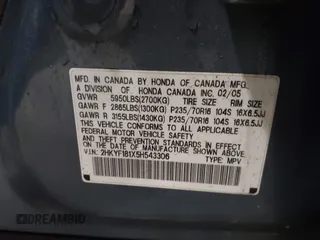 MFD. IN CANADA BY HONDA OF CANADA MFG.,
A DIVISION OF HONDA CANADA INC. 02/05
GVWR 5950LBS(2700KG) TIRE SIZE RIM SIZE
GAWR F 2865LBS(1300KG) P235/70R16 104S 16X6.5JJ
GAWR R 3155LBS(1430KG) P235/70R16 104S 16X6.5JJ
THIS VEHICLE CONFORMS TO ALL APPLICABLE
FEDERAL MOTOR VEHICLE SAFETY AND
THEFT PREVENTION STANDARDS IN EFFECT ON
THE DATE OF MANUFACTURE SHOWN ABOVE.
V.I.N.: 2HKYF181X5H543306 TYPE: MPV